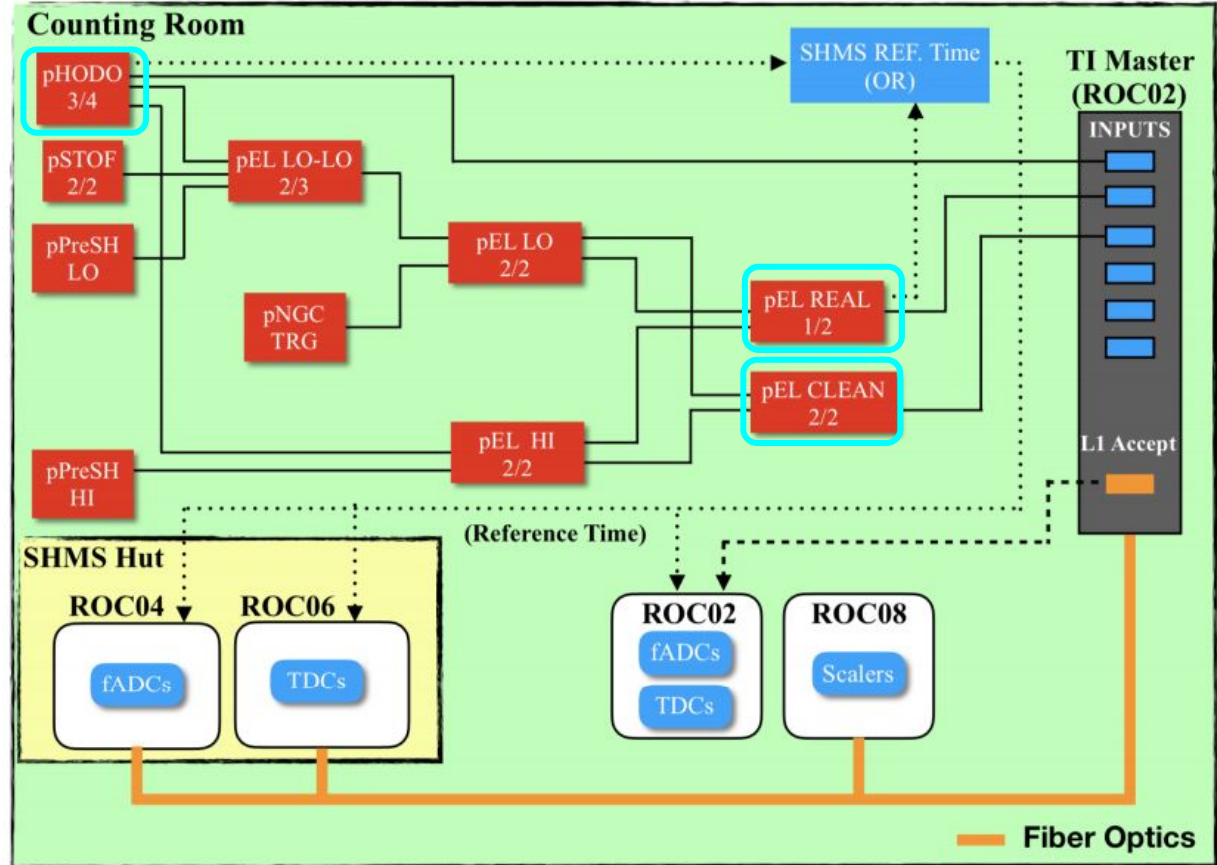 Counting Room
pHODO
3/4
SHMS REF. Time
(OR)
TI Master
(ROC02)
INPUTS
pSTOF
2/2
pEL LO-LO
2/3
pPreSH
LO
pEL LO
2/2
pNGC
TRG
pEL REAL
1/2
pEL CLEAN
2/2
pEL HI
2/2
pPreSH
HI
L1 Accept
(Reference Time)
SHMS Hut
ROC04
ROC06
ROC02
ROC08
fADCs
TDCs
fADCs
TDCs
Scalers
Fiber Optics